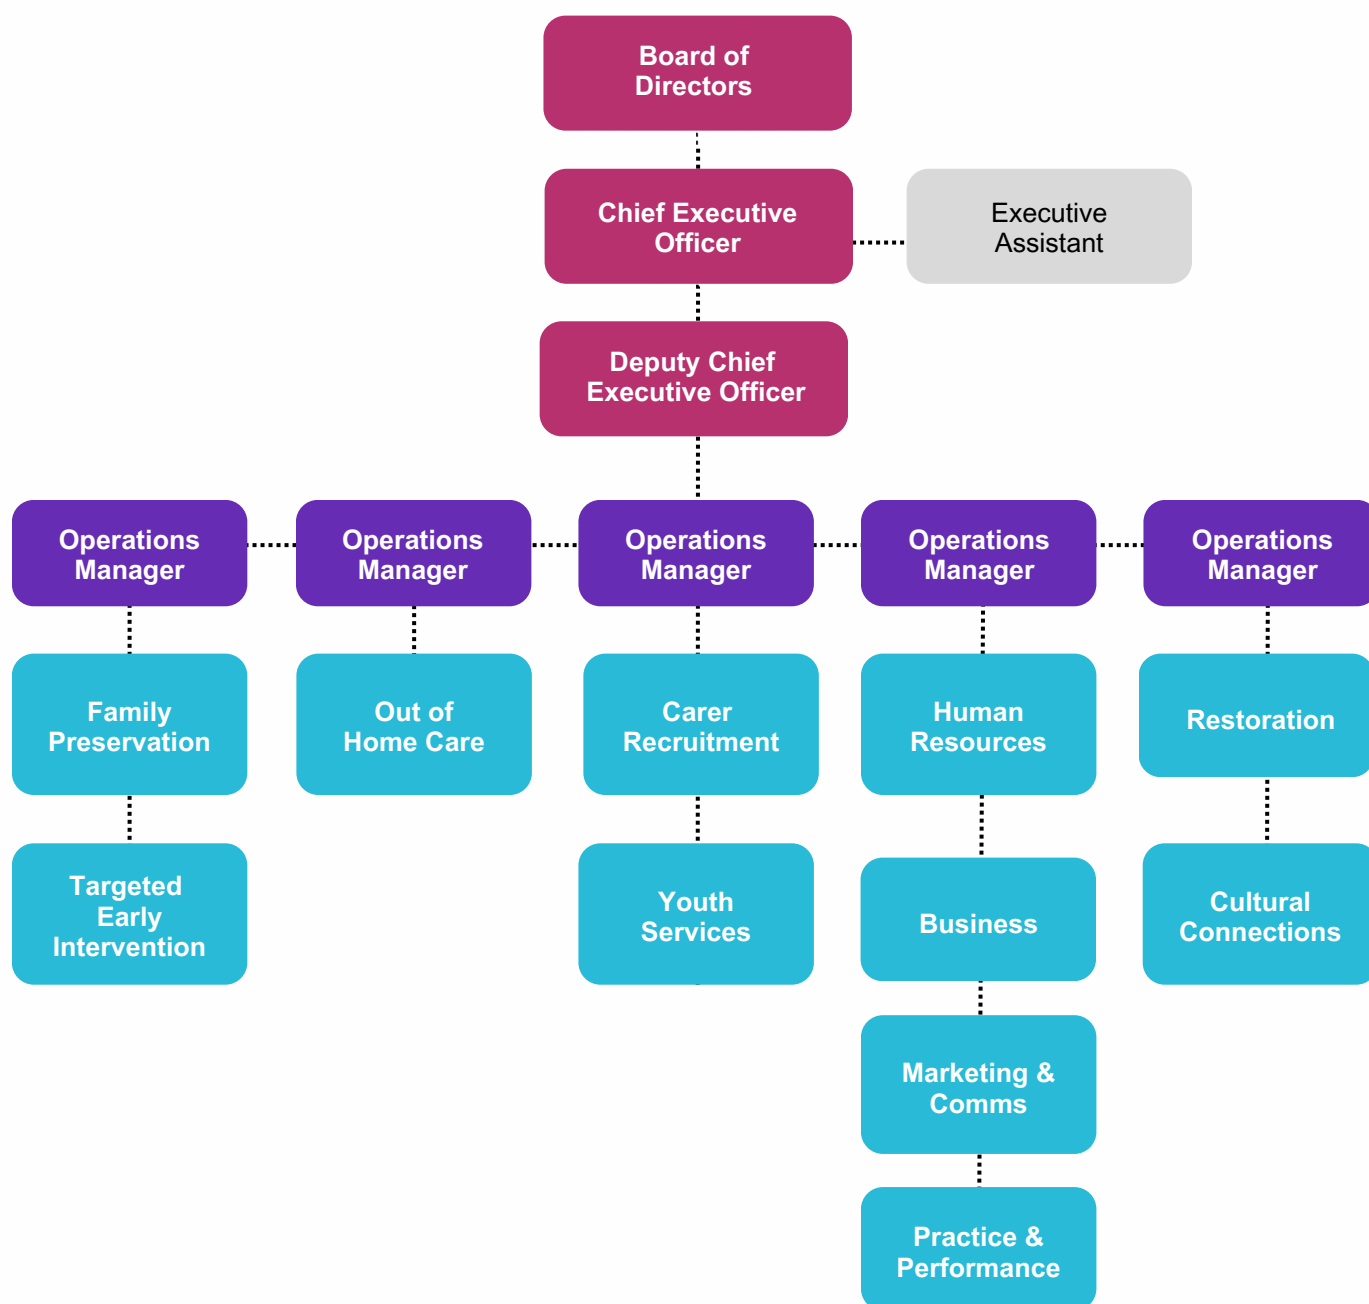 Board of
Directors
Chief Executive
Officer
Executive
Assistant
Deputy Chief
Executive Officer
Operations
Manager
Operations
Manager
Operations
Manager
Operations
Manager
Operations
Manager
Family
Preservation
Out of
Home Care
Carer
Recruitment
Human
Resources
Restoration
Targeted
Early
Intervention
Youth
Services
Business
Cultural
Connections
Marketing &
Comms
Practice &
Performance